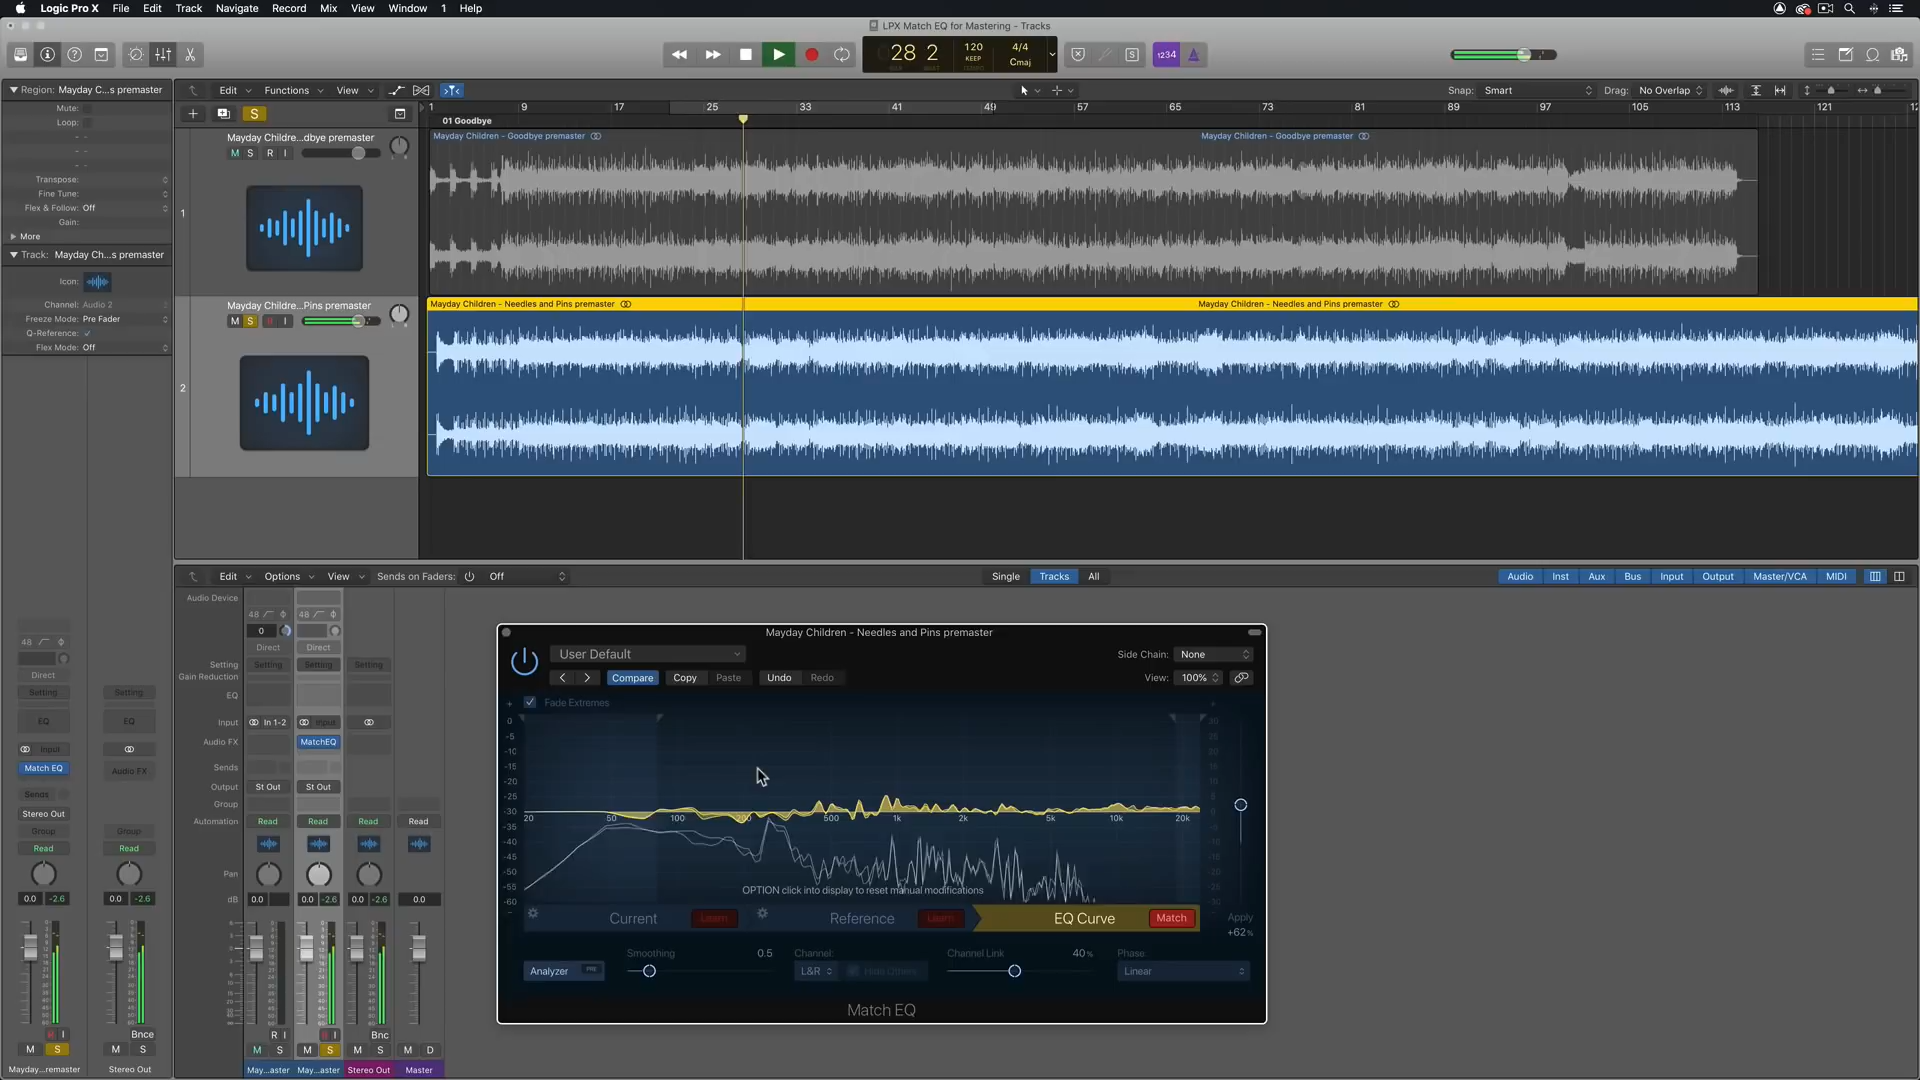 Logic Pro X File Edit Track Navigate Record Mix View Window 1 Help
LPX Match EQ for Mastering - Tracks
28 2 120 KEEP 4/4 Cmaj 1234
Mayday C...s premaster
Mute:
Loop:
Transpose:
Fine Tune:
Flex & Follow: Off
Gain:
More
Track: Mayday Ch...s premaster
Icon:
Channel: Audio 2
Freeze Mode: Pre Fader
Q-Reference:
Flex Mode: Off
Edit Functions View Snap: Smart Drag: No Overlap
S
1 9 17 25 33 41 49 57 65 73 81 89 97 105 113 121
01 Goodbye
1
Mayday Childre...dbye premaster
M S R I
Mayday Children - Goodbye premaster
Mayday Children - Goodbye premaster
2
Mayday Childre...Pins premaster
M S R I
Mayday Children - Needles and Pins premaster
Mayday Children - Needles and Pins premaster
Edit Options View Sends on Faders: Off Single Tracks All Audio Inst Aux Bus Input Output Master/VCA MIDI
Audio Device
48 48
0
Direct Direct
Setting Setting Setting Setting
Gain Reduction
EQ
Input In 1-2 Input
Audio FX MatchEQ
Sends
Output St Out St Out
Group
Automation Read Read Read Read
Pan
dB 0.0 0.0 -2.6 0.0 -2.6 0.0
R I R I Bnc
M S M S M S M D
May...aster May...aster Stereo Out Master
48
Direct
Setting Setting
EQ EQ
Input
Match EQ Audio FX
Sends
Stereo Out
Group Group
Read Read
0.0 -2.6 0.0 -2.6
R I Bnce
M S M S
Mayday...remaster Stereo Out
Mayday Children - Needles and Pins premaster
User Default Side Chain: None
Compare Copy Paste Undo Redo View: 100%
Fade Extremes
0
-5
-10
-15
-20
-25
-30
-35
-40
-45
-50
-55
-60
20 50 100 200 500 1k 2k 5k 10k 20k
OPTION click into display to reset manual modifications
Current Learn Reference Learn EQ Curve Match
Apply
+62%
Smoothing 0.5 Channel: Channel Link 40% Phase:
Analyzer PRE L&R Hide Others Linear
Match EQ